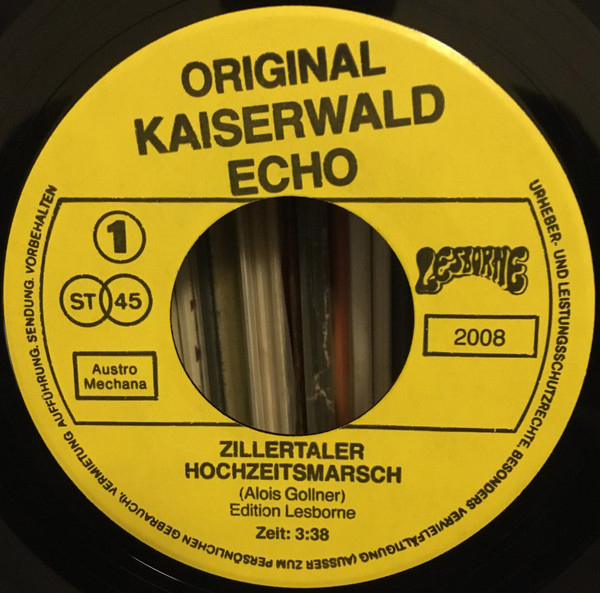 ORIGINAL
KAISERWALD
ECHO
1
ST 45
Austro
Mechana
LESBORNE
2008
ZILLERTALER
HOCHZEITSMARSCH
(Alois Gollner)
Edition Lesborne
Zeit: 3:38
URHEBER- UND LEISTUNGSSCHUTZRECHTE, BESONDERS VERVIELFÄLTIGUNG (AUSSER ZUM PERSÖNLICHEN GEBRAUCH), VERMIETUNG AUFFÜHRUNG. SENDUNG. VORBEHALTEN